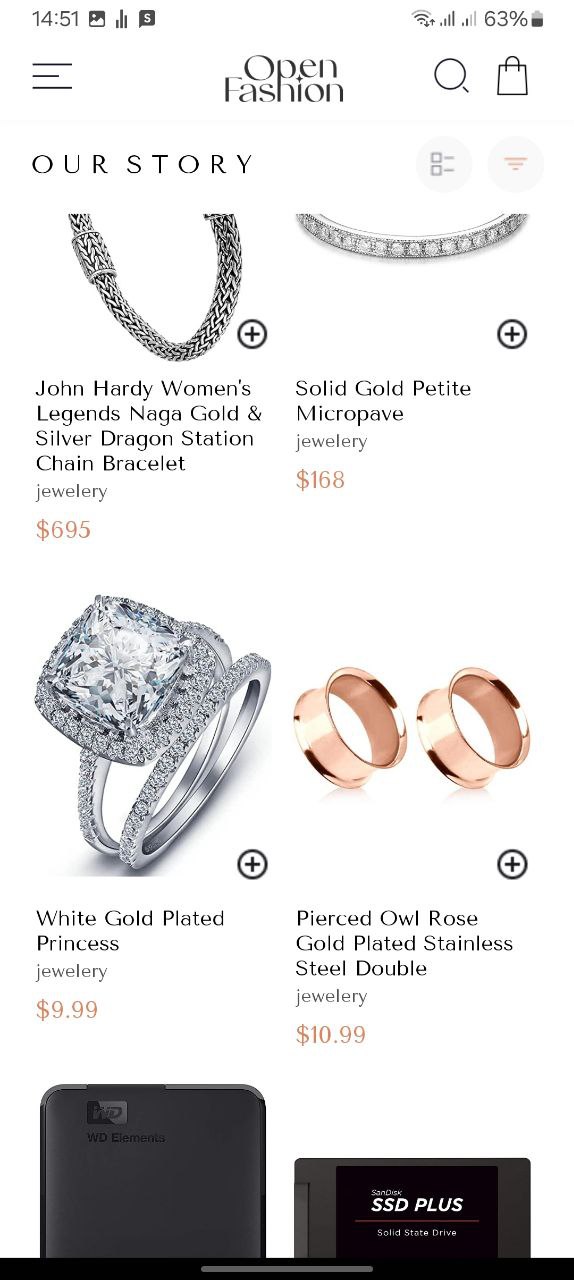 14:51
S
63%
Open
Fashion
OUR STORY
John Hardy Women's
Legends Naga Gold &
Silver Dragon Station
Chain Bracelet
jewelery
$695
Solid Gold Petite
Micropave
jewelery
$168
White Gold Plated
Princess
jewelery
$9.99
Pierced Owl Rose
Gold Plated Stainless
Steel Double
jewelery
$10.99
WD
WD Elements
SanDisk
SSD PLUS
Solid State Drive